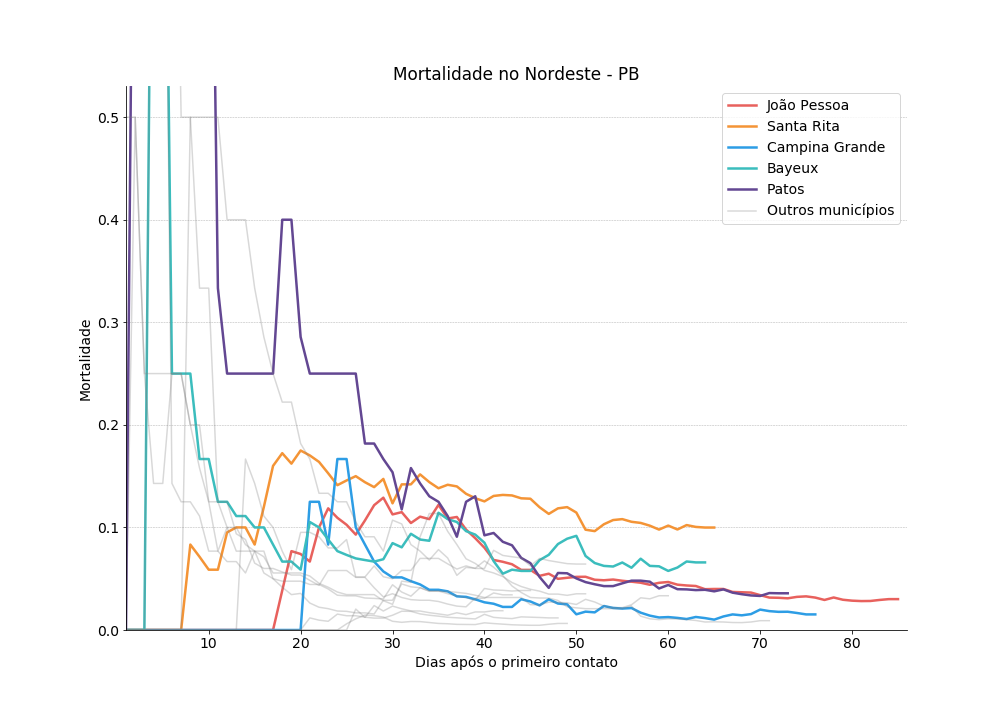 Mortalidade no Nordeste - PB
João Pessoa
Santa Rita
Campina Grande
Bayeux
Patos
Outros municípios
Mortalidade
0.5
0.4
0.3
0.2
0.1
0.0
10 20 30 40 50 60 70 80
Dias após o primeiro contato